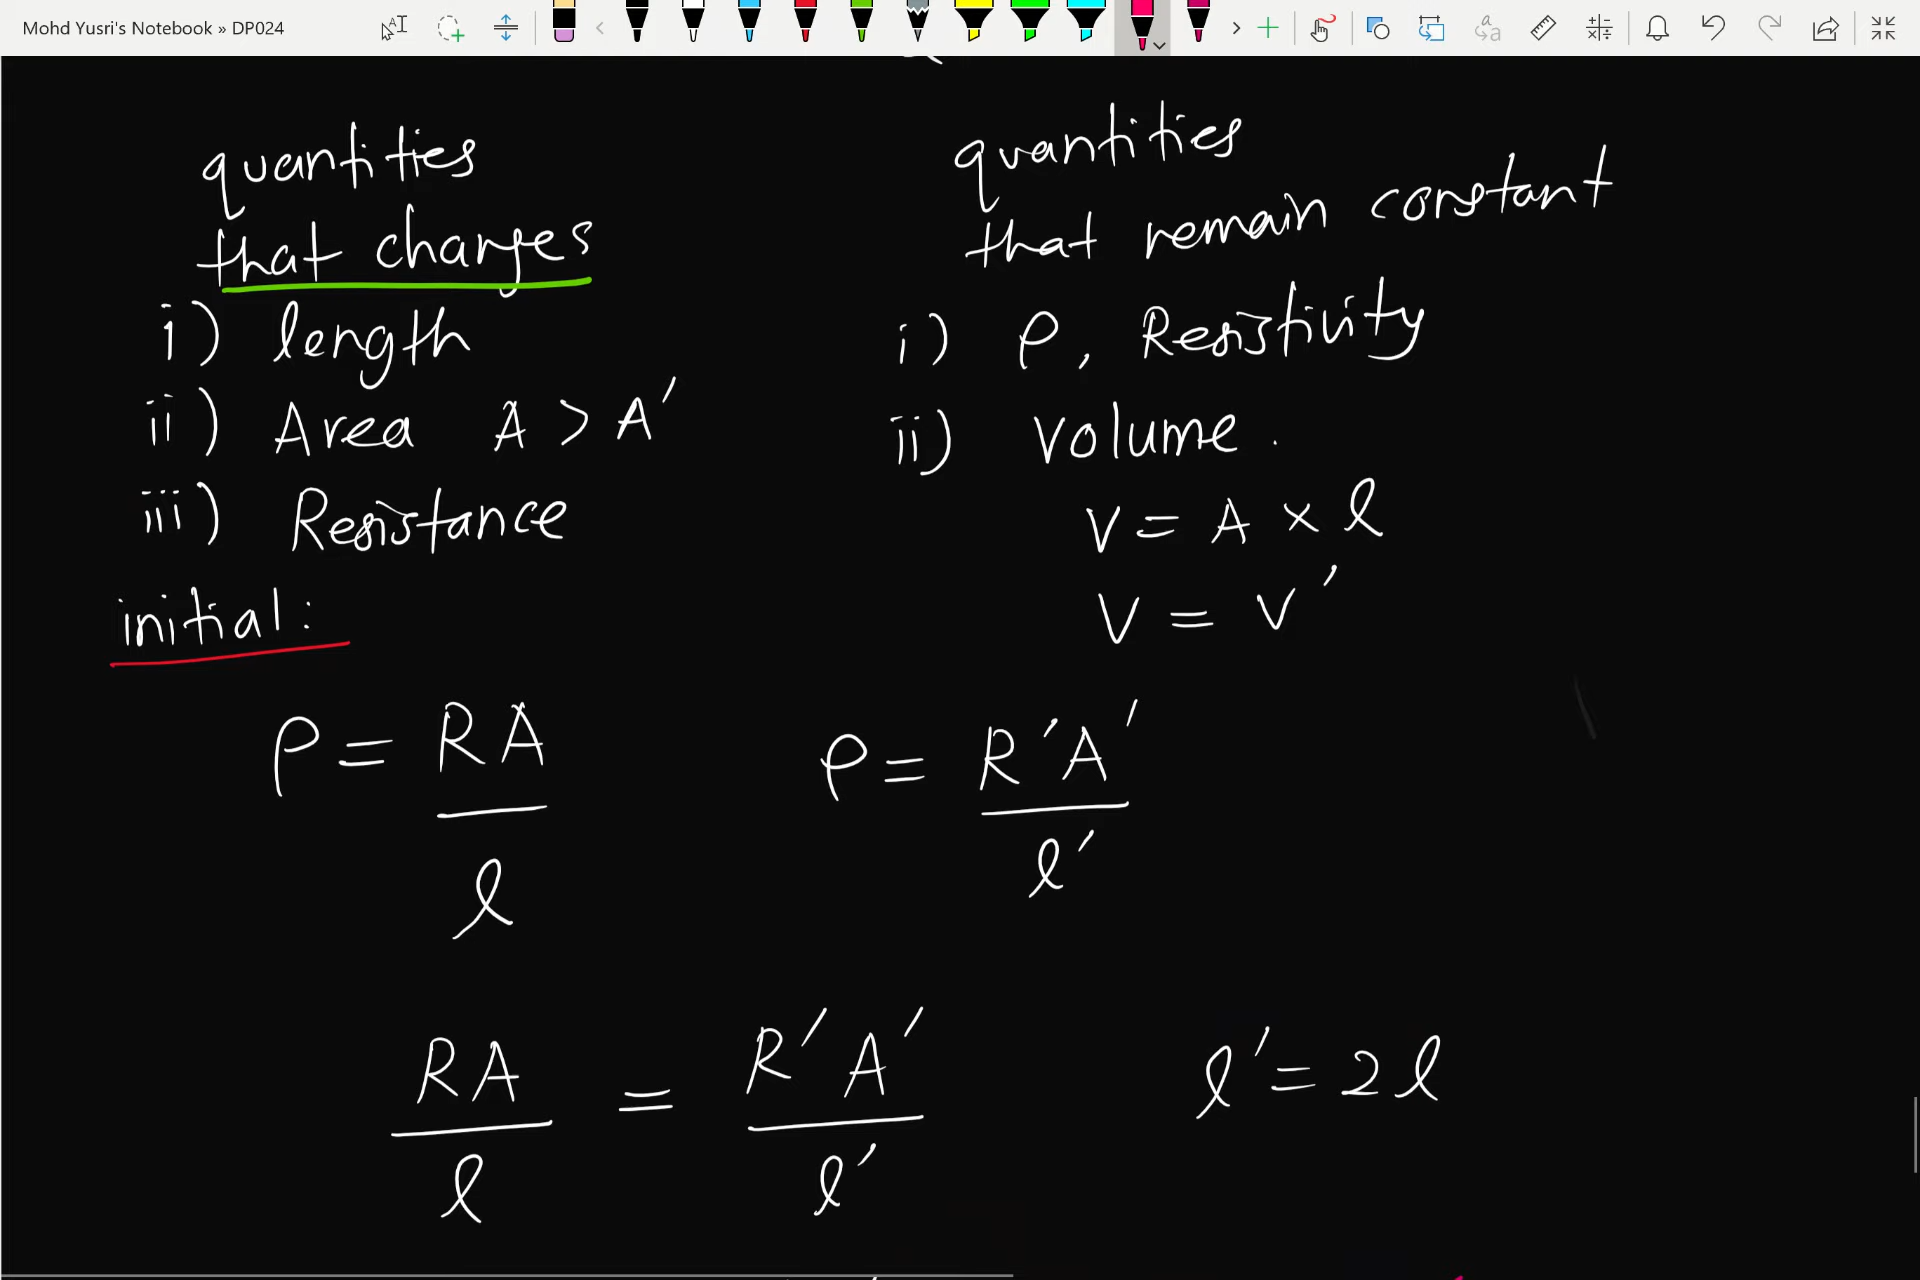 Mohd Yusri's Notebook » DP024
quantities
that changes
i) length
ii) Area A > A'
iii) Resistance
quantities
that remain constant
i) ρ, Resistivity
ii) Volume.
V = A × l
V = V'
initial:
ρ = RA / l
ρ = R'A' / l'
RA / l = R'A' / l'
l' = 2l